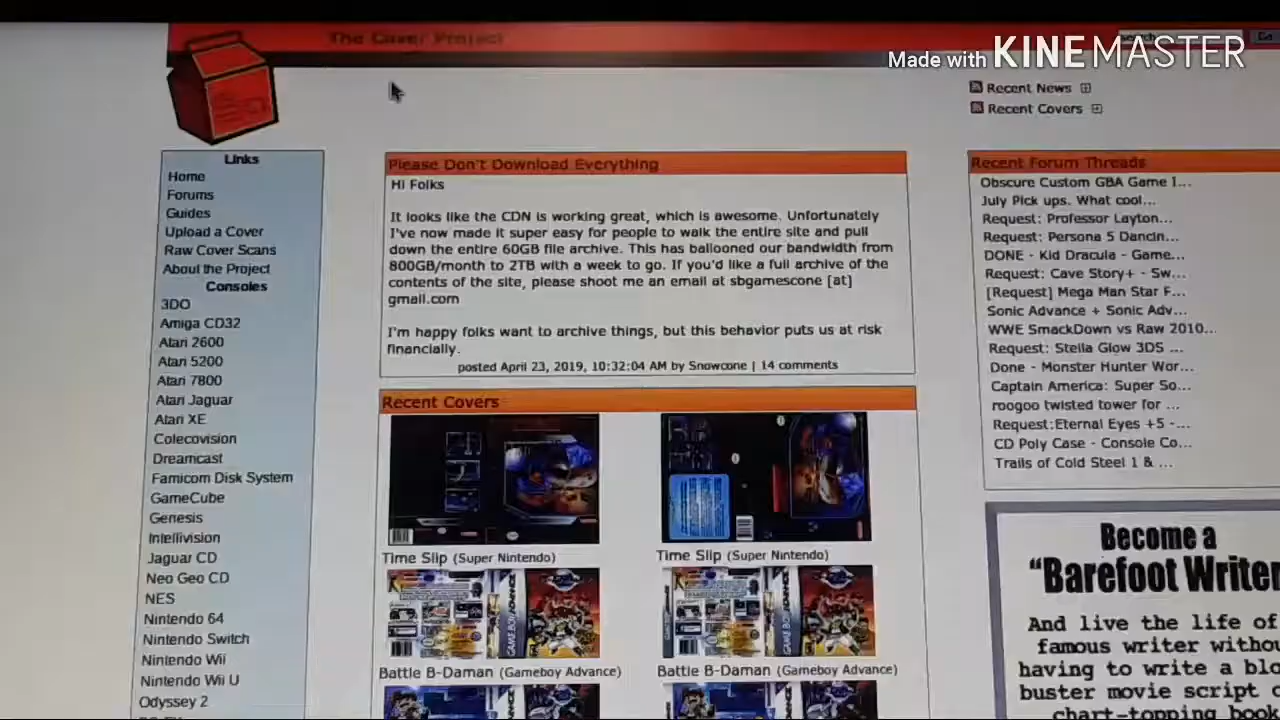 The Cover Project
Made with KINEMASTER
Recent News
Recent Covers
Links
Home
Forums
Guides
Upload a Cover
Raw Cover Scans
About the Project
Consoles
3DO
Amiga CD32
Atari 2600
Atari 5200
Atari 7800
Atari Jaguar
Atari XE
Colecovision
Dreamcast
Famicom Disk System
GameCube
Genesis
Intellivision
Jaguar CD
Neo Geo CD
NES
Nintendo 64
Nintendo Switch
Nintendo Wii
Nintendo Wii U
Odyssey 2
Please Don't Download Everything
Hi Folks
It looks like the CDN is working great, which is awesome. Unfortunately
I've now made it super easy for people to walk the entire site and pull
down the entire 60GB file archive. This has ballooned our bandwidth from
800GB/month to 2TB with a week to go. If you'd like a full archive of the
contents of the site, please shoot me an email at sbgamescone [at]
gmail.com
I'm happy folks want to archive things, but this behavior puts us at risk
financially.
posted April 23, 2019, 10:32:04 AM by Snowcone | 14 comments
Recent Covers
Time Slip (Super Nintendo)
Time Slip (Super Nintendo)
GAME BOY ADVANCE
GAME BOY ADVANCE
Battle B-Daman (Gameboy Advance)
Battle B-Daman (Gameboy Advance)
Recent Forum Threads
Obscure Custom GBA Game I...
July Pick ups. What cool...
Request: Professor Layton...
Request: Persona 5 Dancin...
DONE - Kid Dracula - Game...
Request: Cave Story+ - Sw...
[Request] Mega Man Star F...
Sonic Advance + Sonic Adv...
WWE SmackDown vs Raw 2010...
Request: Stella Glow 3DS ...
Done - Monster Hunter Wor...
Captain America: Super So...
roogoo twisted tower for ...
Request:Eternal Eyes +5 -...
CD Poly Case - Console Co...
Trails of Cold Steel 1 & ...
Become a
"Barefoot Writer
And live the life of
famous writer withou
having to write a blo
buster movie script o
chart-topping book